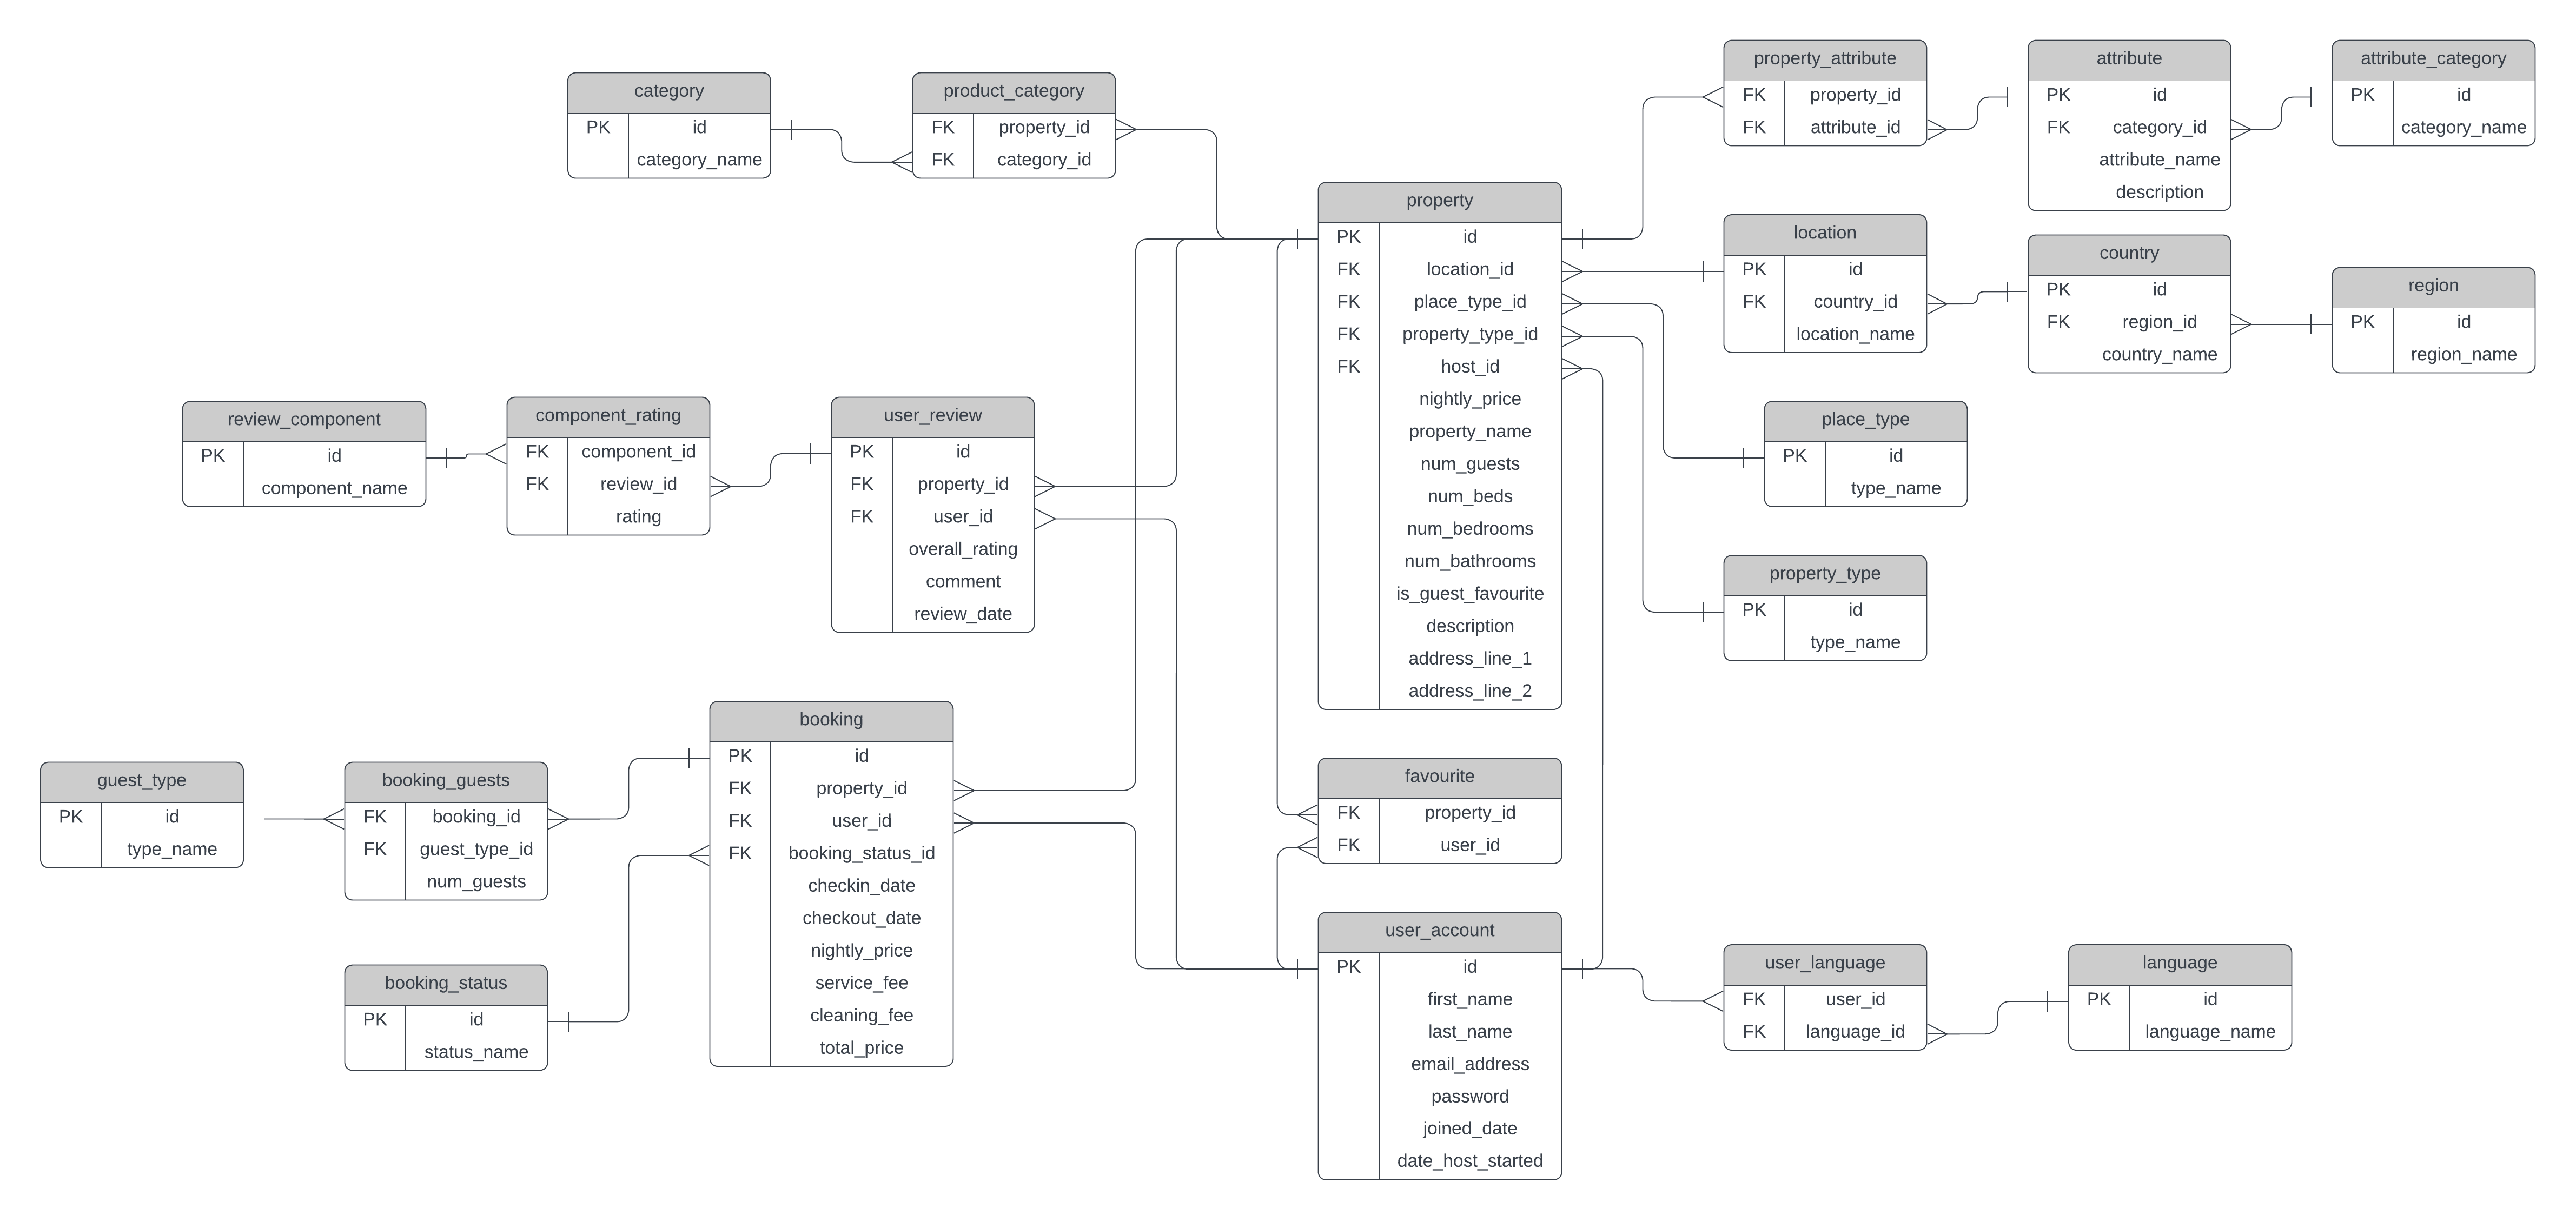 category
PK id
category_name
product_category
FK property_id
FK category_id
property_attribute
FK property_id
FK attribute_id
attribute
PK id
FK category_id
attribute_name
description
attribute_category
PK id
category_name
property
PK id
FK location_id
FK place_type_id
FK property_type_id
FK host_id
nightly_price
property_name
num_guests
num_beds
num_bedrooms
num_bathrooms
is_guest_favourite
description
address_line_1
address_line_2
location
PK id
FK country_id
location_name
country
PK id
FK region_id
country_name
region
PK id
region_name
review_component
PK id
component_name
component_rating
FK component_id
FK review_id
rating
user_review
PK id
FK property_id
FK user_id
overall_rating
comment
review_date
place_type
PK id
type_name
property_type
PK id
type_name
guest_type
PK id
type_name
booking_guests
FK booking_id
FK guest_type_id
num_guests
booking
PK id
FK property_id
FK user_id
FK booking_status_id
checkin_date
checkout_date
nightly_price
service_fee
cleaning_fee
total_price
booking_status
PK id
status_name
favourite
FK property_id
FK user_id
user_account
PK id
first_name
last_name
email_address
password
joined_date
date_host_started
user_language
FK user_id
FK language_id
language
PK id
language_name